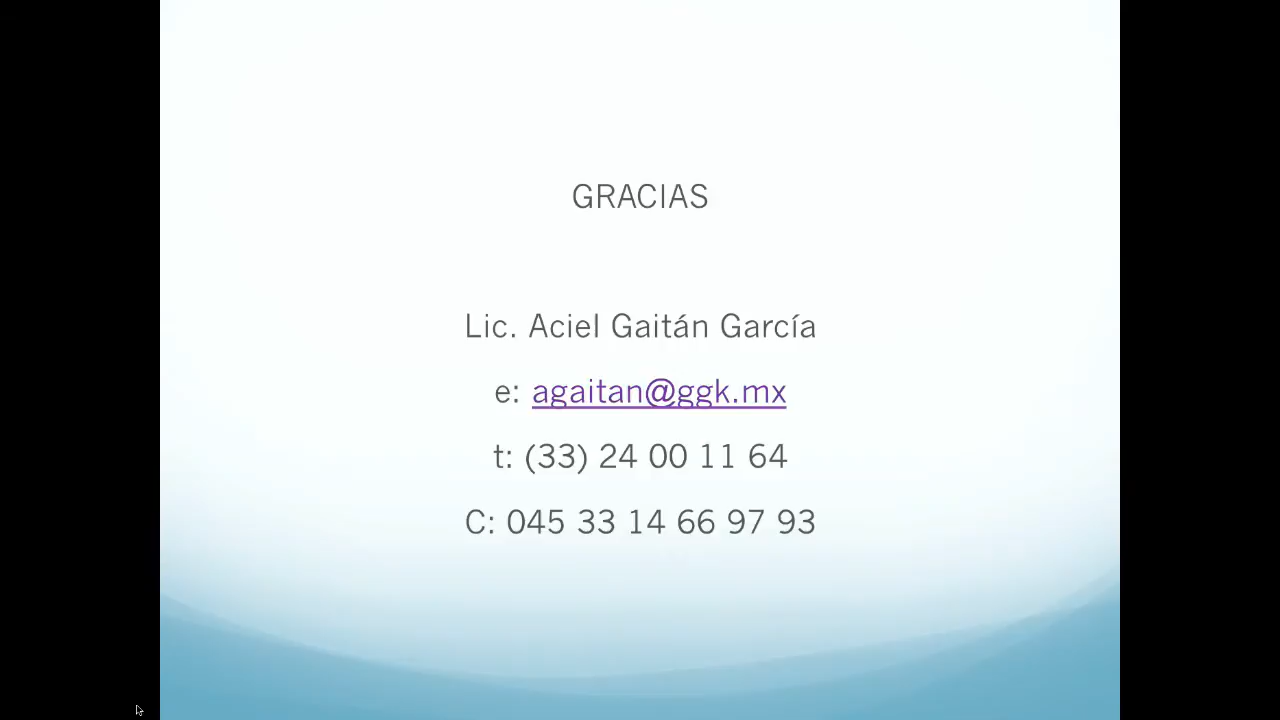 GRACIAS
Lic. Aciel Gaitán García
e: agaitan@ggk.mx
t: (33) 24 00 11 64
C: 045 33 14 66 97 93